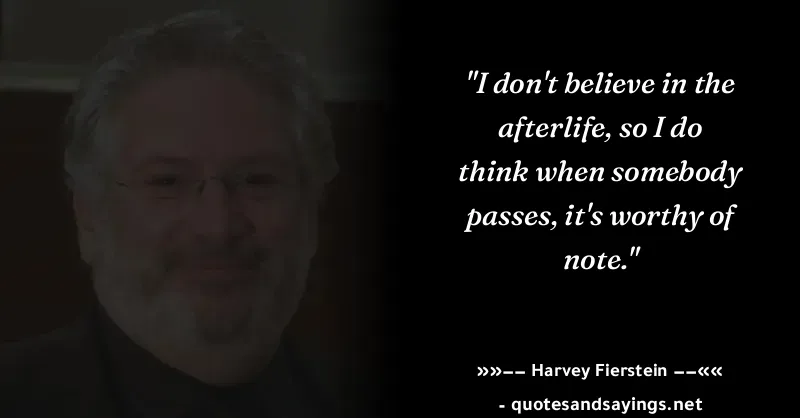 "I don't believe in the
afterlife, so I do
think when somebody
passes, it's worthy of
note."
»»−− Harvey Fierstein −−««
- quotesandsayings.net